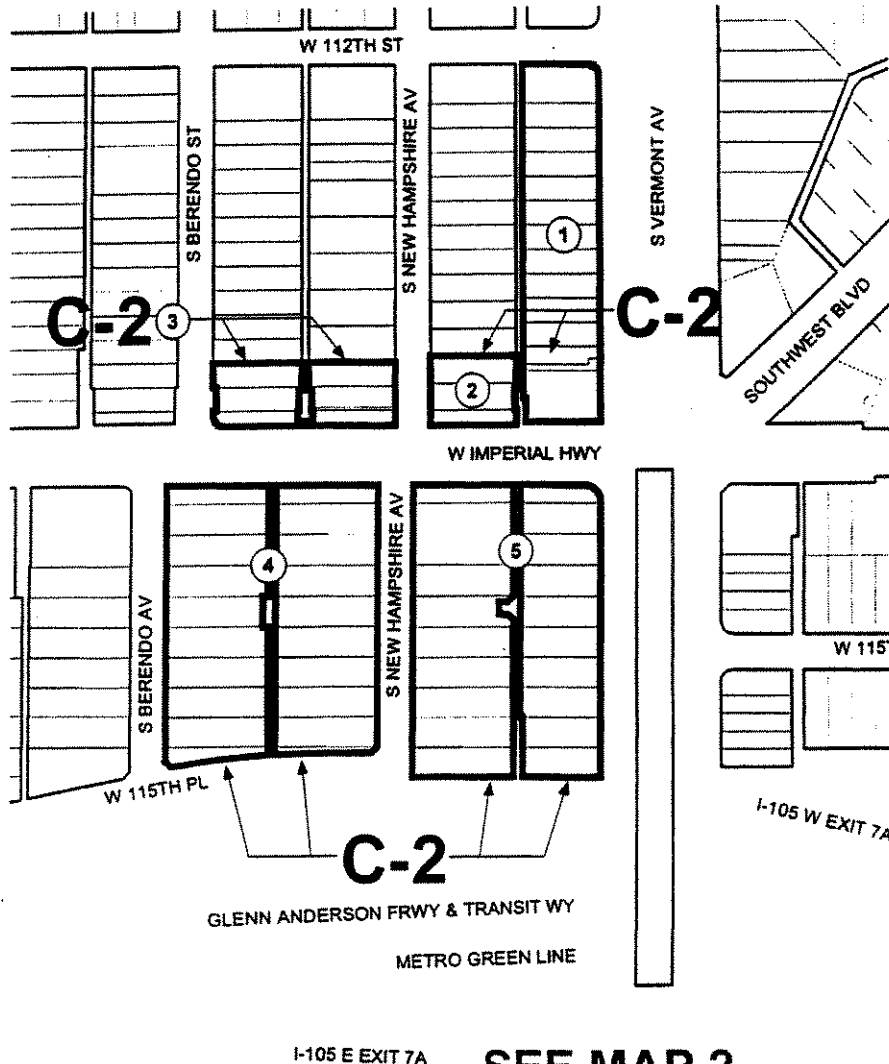 W 112TH ST
S BERENDO ST
S NEW HAMPSHIRE AV
S VERMONT AV
1
C-2
3
C-2
SOUTHWEST BLVD
2
W IMPERIAL HWY
4
5
S BERENDO AV
S NEW HAMPSHIRE AV
W 115T
W 115TH PL
I-105 W EXIT 7A
C-2
GLENN ANDERSON FRWY & TRANSIT WY
METRO GREEN LINE
I-105 E EXIT 7A
SEE MAP 2